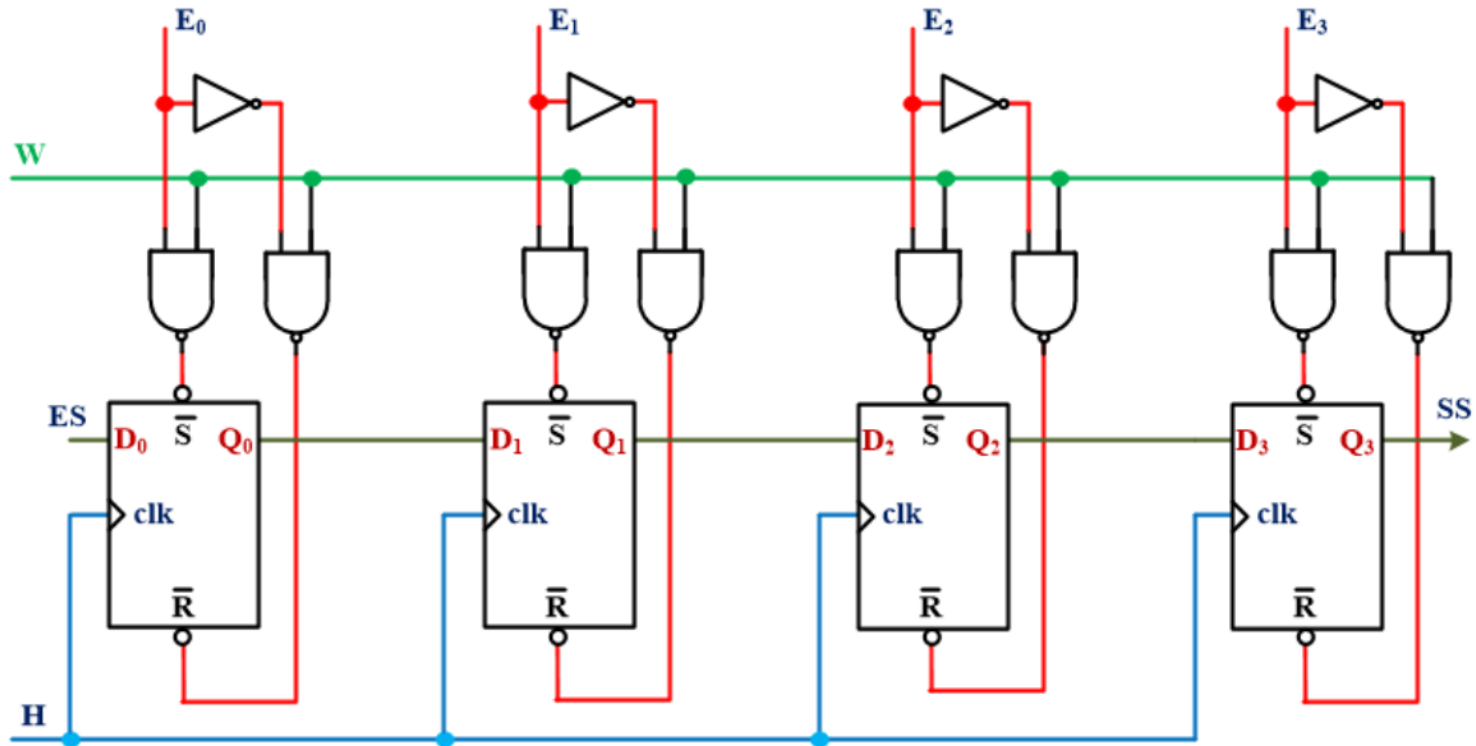 E₀ E₁ E₂ E₃
W
ES SS
D₀ S̅ Q₀ D₁ S̅ Q₁ D₂ S̅ Q₂ D₃ S̅ Q₃
clk clk clk clk
R̅ R̅ R̅ R̅
H